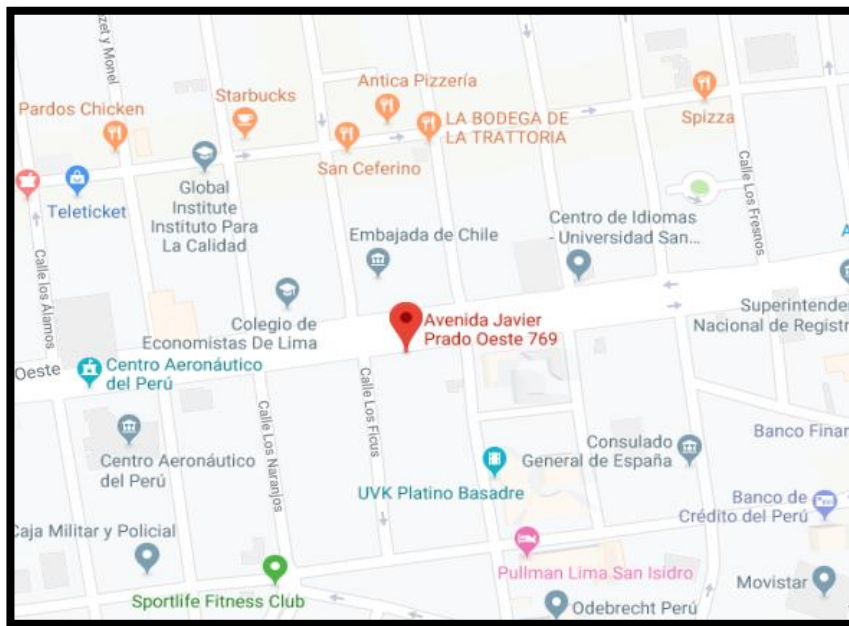 zet y Monel
Antica Pizzería
Starbucks
Pardos Chicken
LA BODEGA DE
LA TRATTORIA
Spizza
San Ceferino
Calle Los Fresnos
Global
Institute
Instituto Para
La Calidad
Teleticket
Centro de Idiomas
- Universidad San...
Embajada de Chile
A
Calle los Álamos
Superintenden
Nacional de Registr
Colegio de
Economistas De Lima
Avenida Javier
Prado Oeste 769
Oeste
Centro Aeronáutico
del Perú
Calle Los Ficus
Calle Los Naranjos
Centro Aeronáutico
del Perú
Consulado
General de España
Banco Finan
UVK Platino Basadre
Banco de
Crédito del Perú
Caja Militar y Policial
Pullman Lima San Isidro
Movistar
Sportlife Fitness Club
Odebrecht Perú